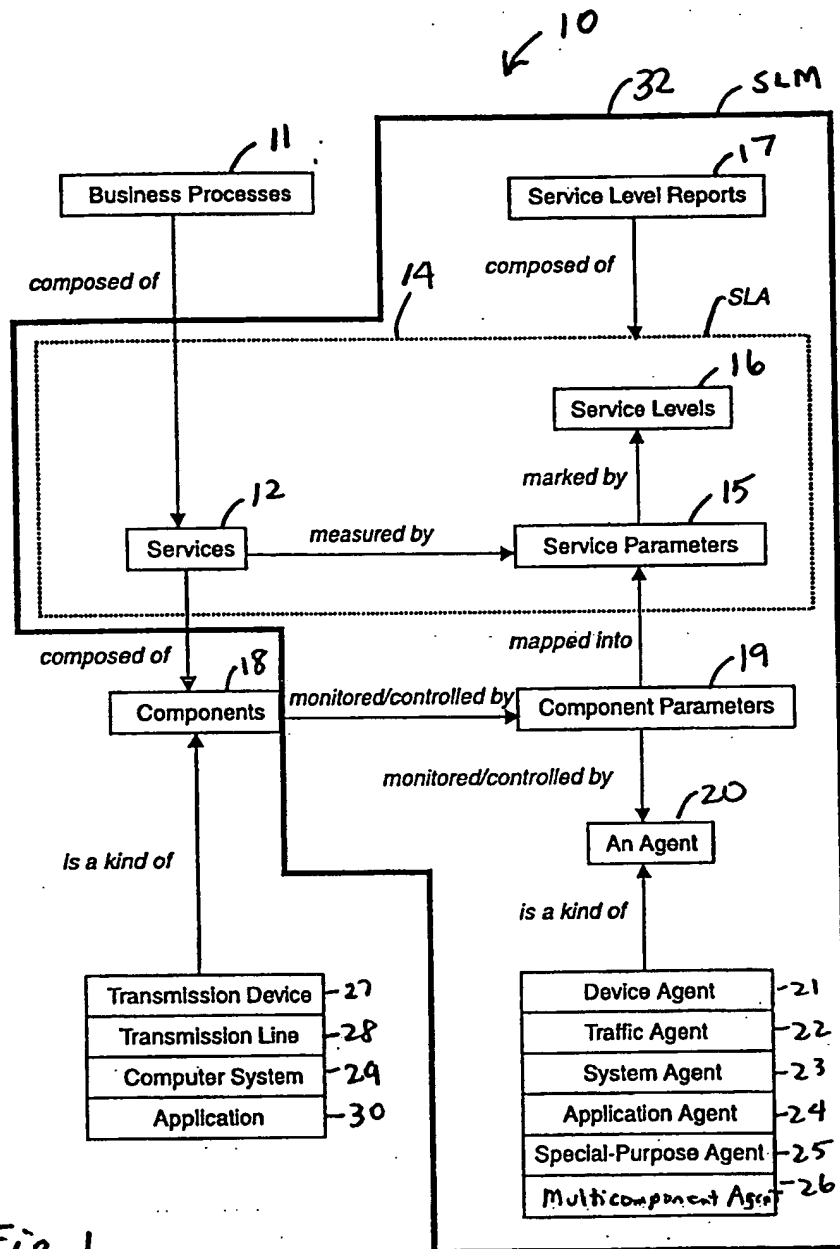 10
32
SLM
11
17
Business Processes
Service Level Reports
composed of
composed of
14
SLA
16
Service Levels
marked by
12
15
Services
measured by
Service Parameters
composed of
mapped into
18
19
Components
monitored/controlled by
Component Parameters
monitored/controlled by
20
An Agent
is a kind of
is a kind of
Transmission Device
27
Transmission Line
28
Computer System
29
Application
30
Device Agent
21
Traffic Agent
22
System Agent
23
Application Agent
24
Special-Purpose Agent
25
Multicomponent Agent
26
Fig. 1